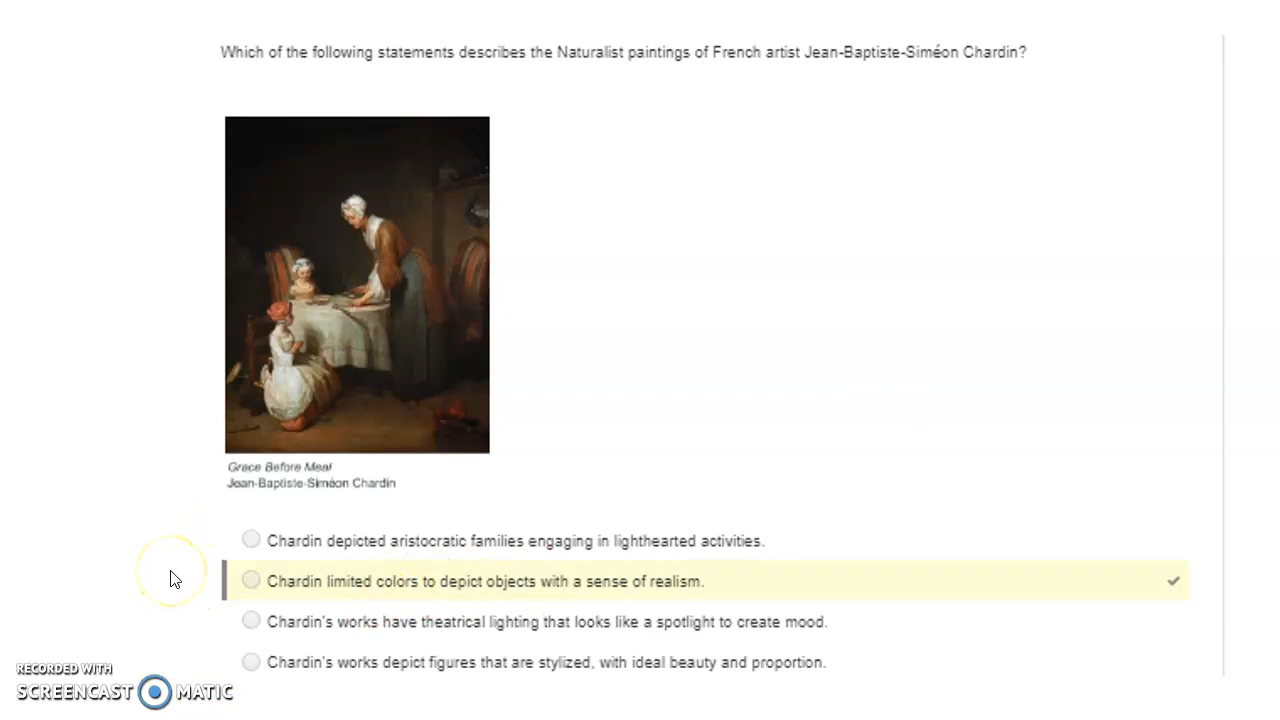 Which of the following statements describes the Naturalist paintings of French artist Jean-Baptiste-Siméon Chardin?
Grace Before Meal
Jean-Baptiste-Siméon Chardin
Chardin depicted aristocratic families engaging in lighthearted activities.
Chardin limited colors to depict objects with a sense of realism.
Chardin's works have theatrical lighting that looks like a spotlight to create mood.
Chardin's works depict figures that are stylized, with ideal beauty and proportion.
RECORDED WITH
SCREENCAST MATIC